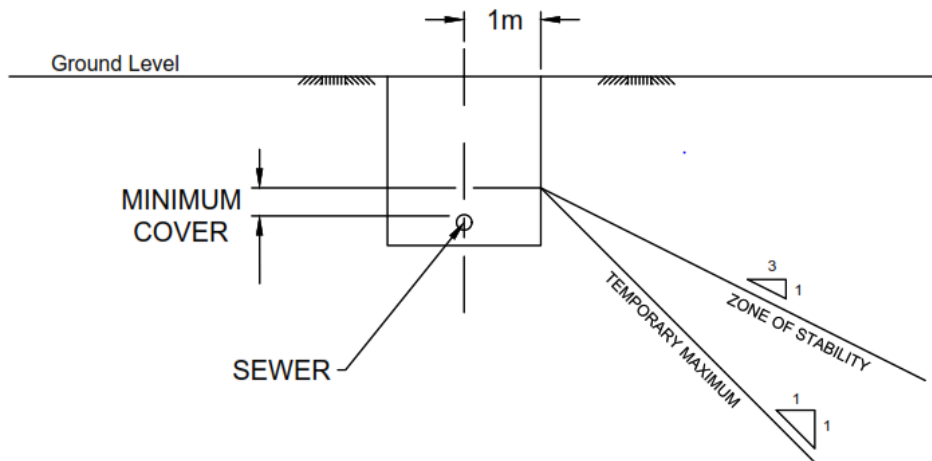 1m
Ground Level
MINIMUM
COVER
3
1
ZONE OF STABILITY
TEMPORARY MAXIMUM
SEWER
1
1